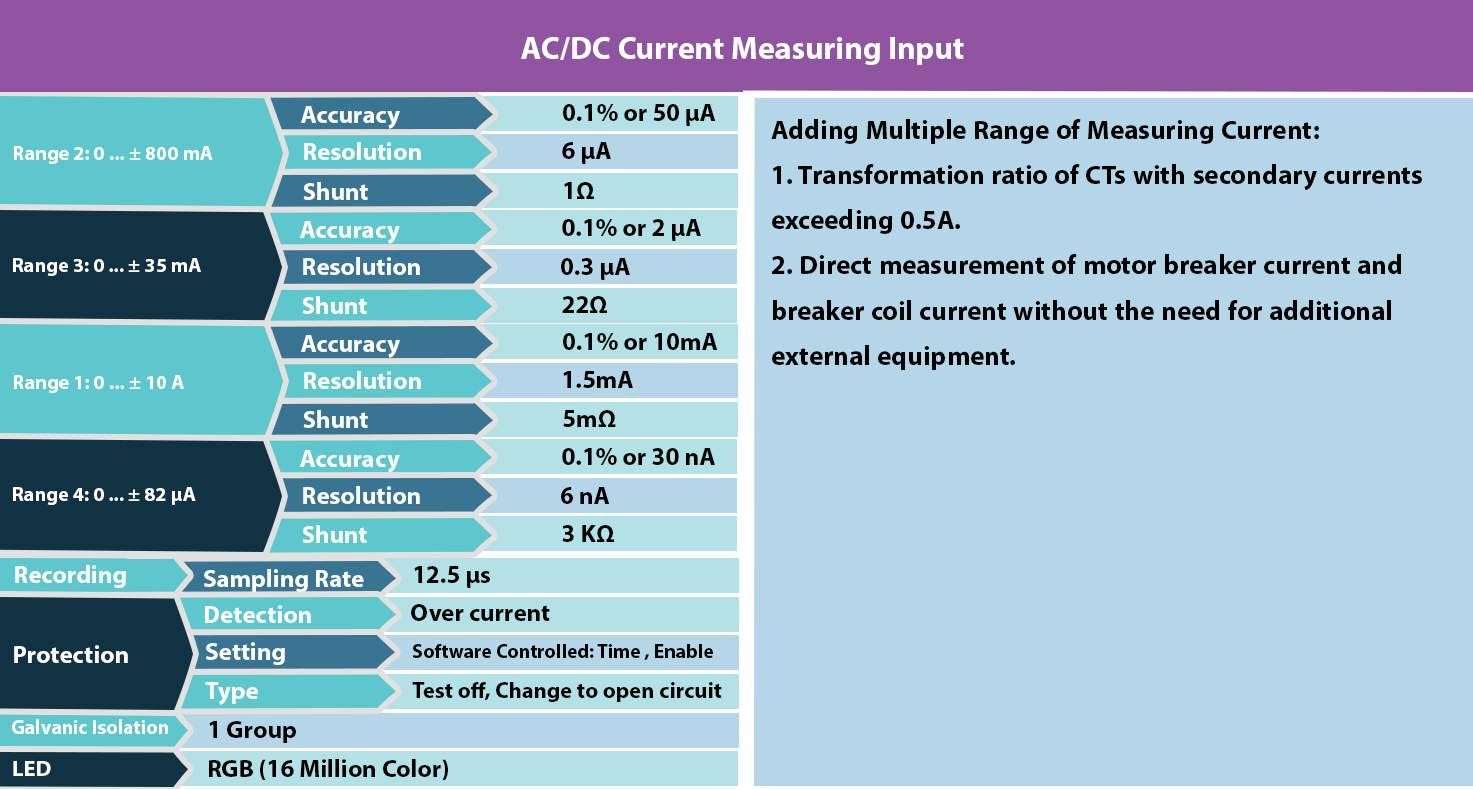 AC/DC Current Measuring Input
Range 2: 0 ... ± 800 mA
Accuracy 0.1% or 50 µA
Resolution 6 µA
Shunt 1Ω
Range 3: 0 ... ± 35 mA
Accuracy 0.1% or 2 µA
Resolution 0.3 µA
Shunt 22Ω
Range 1: 0 ... ± 10 A
Accuracy 0.1% or 10mA
Resolution 1.5mA
Shunt 5mΩ
Range 4: 0 ... ± 82 µA
Accuracy 0.1% or 30 nA
Resolution 6 nA
Shunt 3 KΩ
Recording Sampling Rate 12.5 µs
Protection
Detection Over current
Setting Software Controlled: Time , Enable
Type Test off, Change to open circuit
Galvanic Isolation 1 Group
LED RGB (16 Million Color)
Adding Multiple Range of Measuring Current:
1. Transformation ratio of CTs with secondary currents
exceeding 0.5A.
2. Direct measurement of motor breaker current and
breaker coil current without the need for additional
external equipment.